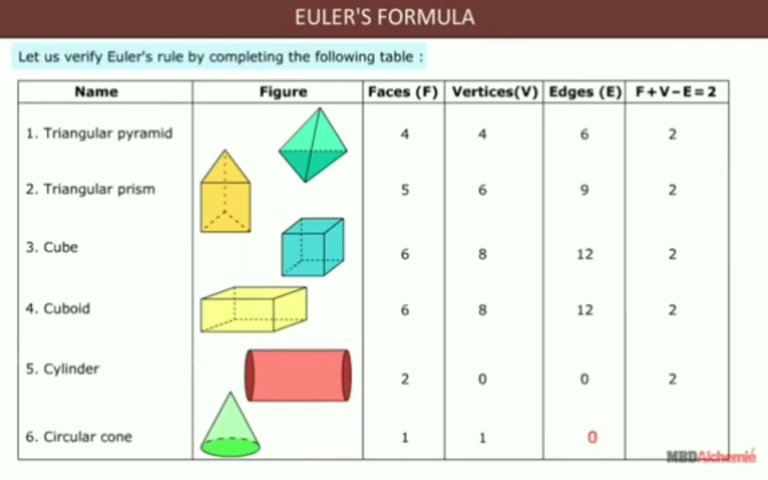 EULER'S FORMULA
Let us verify Euler's rule by completing the following table :
Name Figure Faces (F) Vertices(V) Edges (E) F+V−E=2
1. Triangular pyramid 4 4 6 2
2. Triangular prism 5 6 9 2
3. Cube 6 8 12 2
4. Cuboid 6 8 12 2
5. Cylinder 2 0 0 2
6. Circular cone 1 1 0
MBDAlchemie